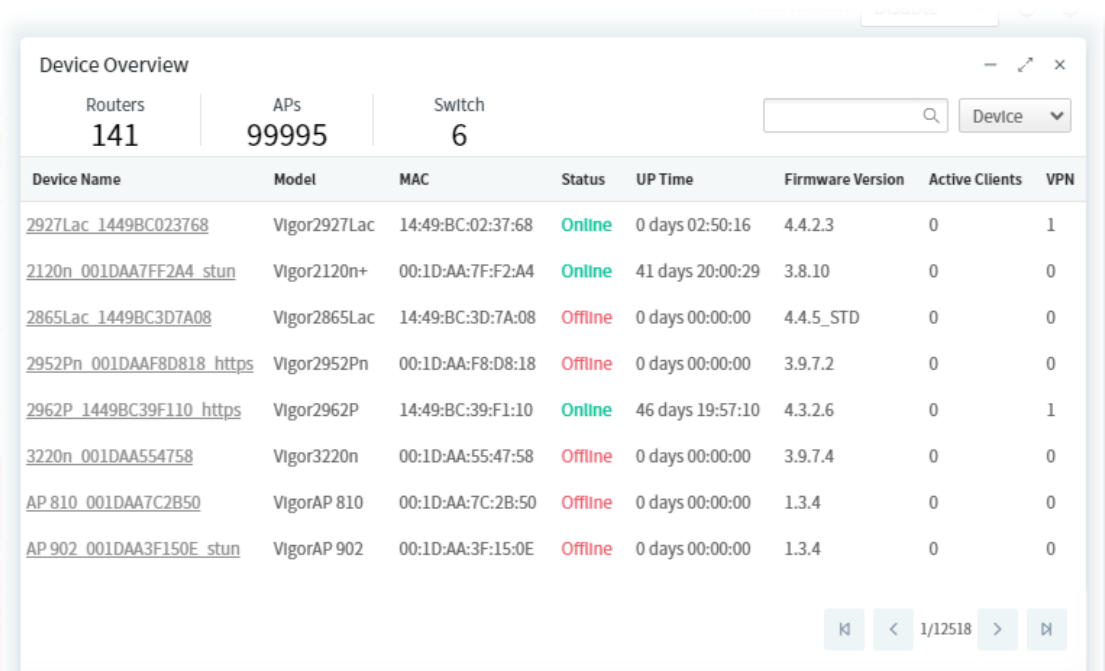 Device Overview
Routers APs Switch
141 99995 6
Device
Device Name Model MAC Status UP Time Firmware Version Active Clients VPN
2927Lac_1449BC023768 Vigor2927Lac 14:49:BC:02:37:68 Online 0 days 02:50:16 4.4.2.3 0 1
2120n_001DAA7FF2A4_stun Vigor2120n+ 00:1D:AA:7F:F2:A4 Online 41 days 20:00:29 3.8.10 0 0
2865Lac_1449BC3D7A08 Vigor2865Lac 14:49:BC:3D:7A:08 Offline 0 days 00:00:00 4.4.5_STD 0 0
2952Pn_001DAAF8D818_https Vigor2952Pn 00:1D:AA:F8:D8:18 Offline 0 days 00:00:00 3.9.7.2 0 0
2962P_1449BC39F110_https Vigor2962P 14:49:BC:39:F1:10 Online 46 days 19:57:10 4.3.2.6 0 1
3220n_001DAA554758 Vigor3220n 00:1D:AA:55:47:58 Offline 0 days 00:00:00 3.9.7.4 0 0
AP 810_001DAA7C2B50 VigorAP 810 00:1D:AA:7C:2B:50 Offline 0 days 00:00:00 1.3.4 0 0
AP 902_001DAA3F150E_stun VigorAP 902 00:1D:AA:3F:15:0E Offline 0 days 00:00:00 1.3.4 0 0
1/12518